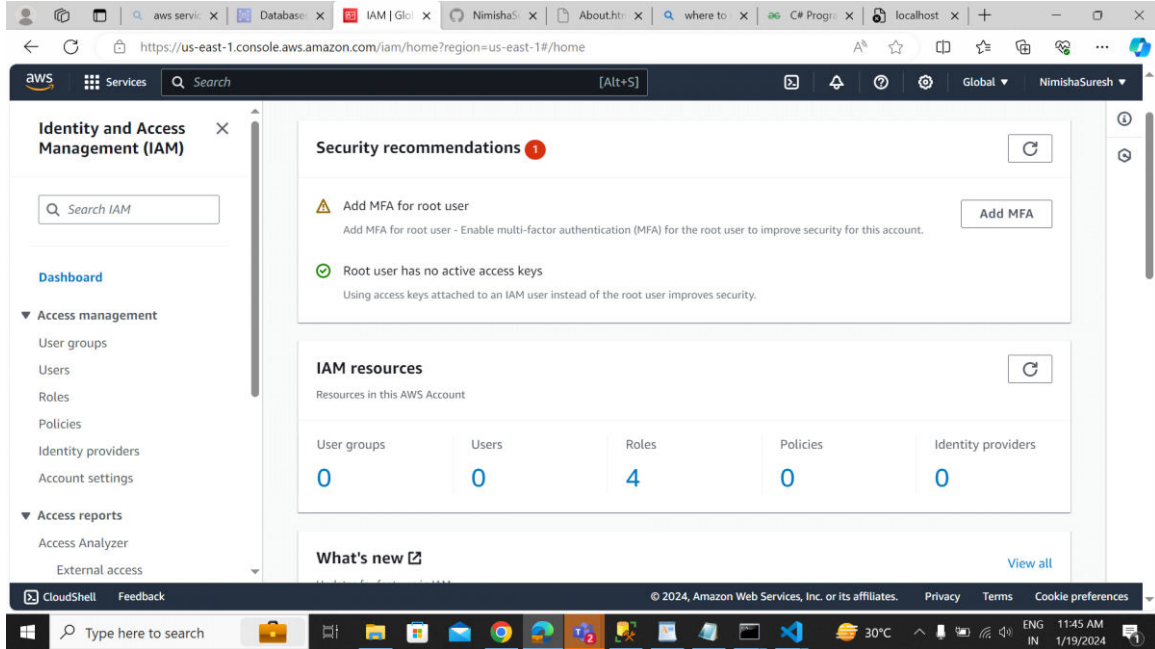 aws servic
Database
IAM | Glo
NimishaS
About.ht
where to
C# Progra
localhost
https://us-east-1.console.aws.amazon.com/iam/home?region=us-east-1#/home
aws
Services
Search
[Alt+S]
Global
NimishaSuresh
Identity and Access
Management (IAM)
Search IAM
Dashboard
Access management
User groups
Users
Roles
Policies
Identity providers
Account settings
Access reports
Access Analyzer
External access
Security recommendations 1
Add MFA for root user
Add MFA for root user - Enable multi-factor authentication (MFA) for the root user to improve security for this account.
Add MFA
Root user has no active access keys
Using access keys attached to an IAM user instead of the root user improves security.
IAM resources
Resources in this AWS Account
User groups Users Roles Policies Identity providers
0 0 4 0 0
What's new
View all
CloudShell Feedback
© 2024, Amazon Web Services, Inc. or its affiliates. Privacy Terms Cookie preferences
Type here to search
30°C
ENG
IN
11:45 AM
1/19/2024